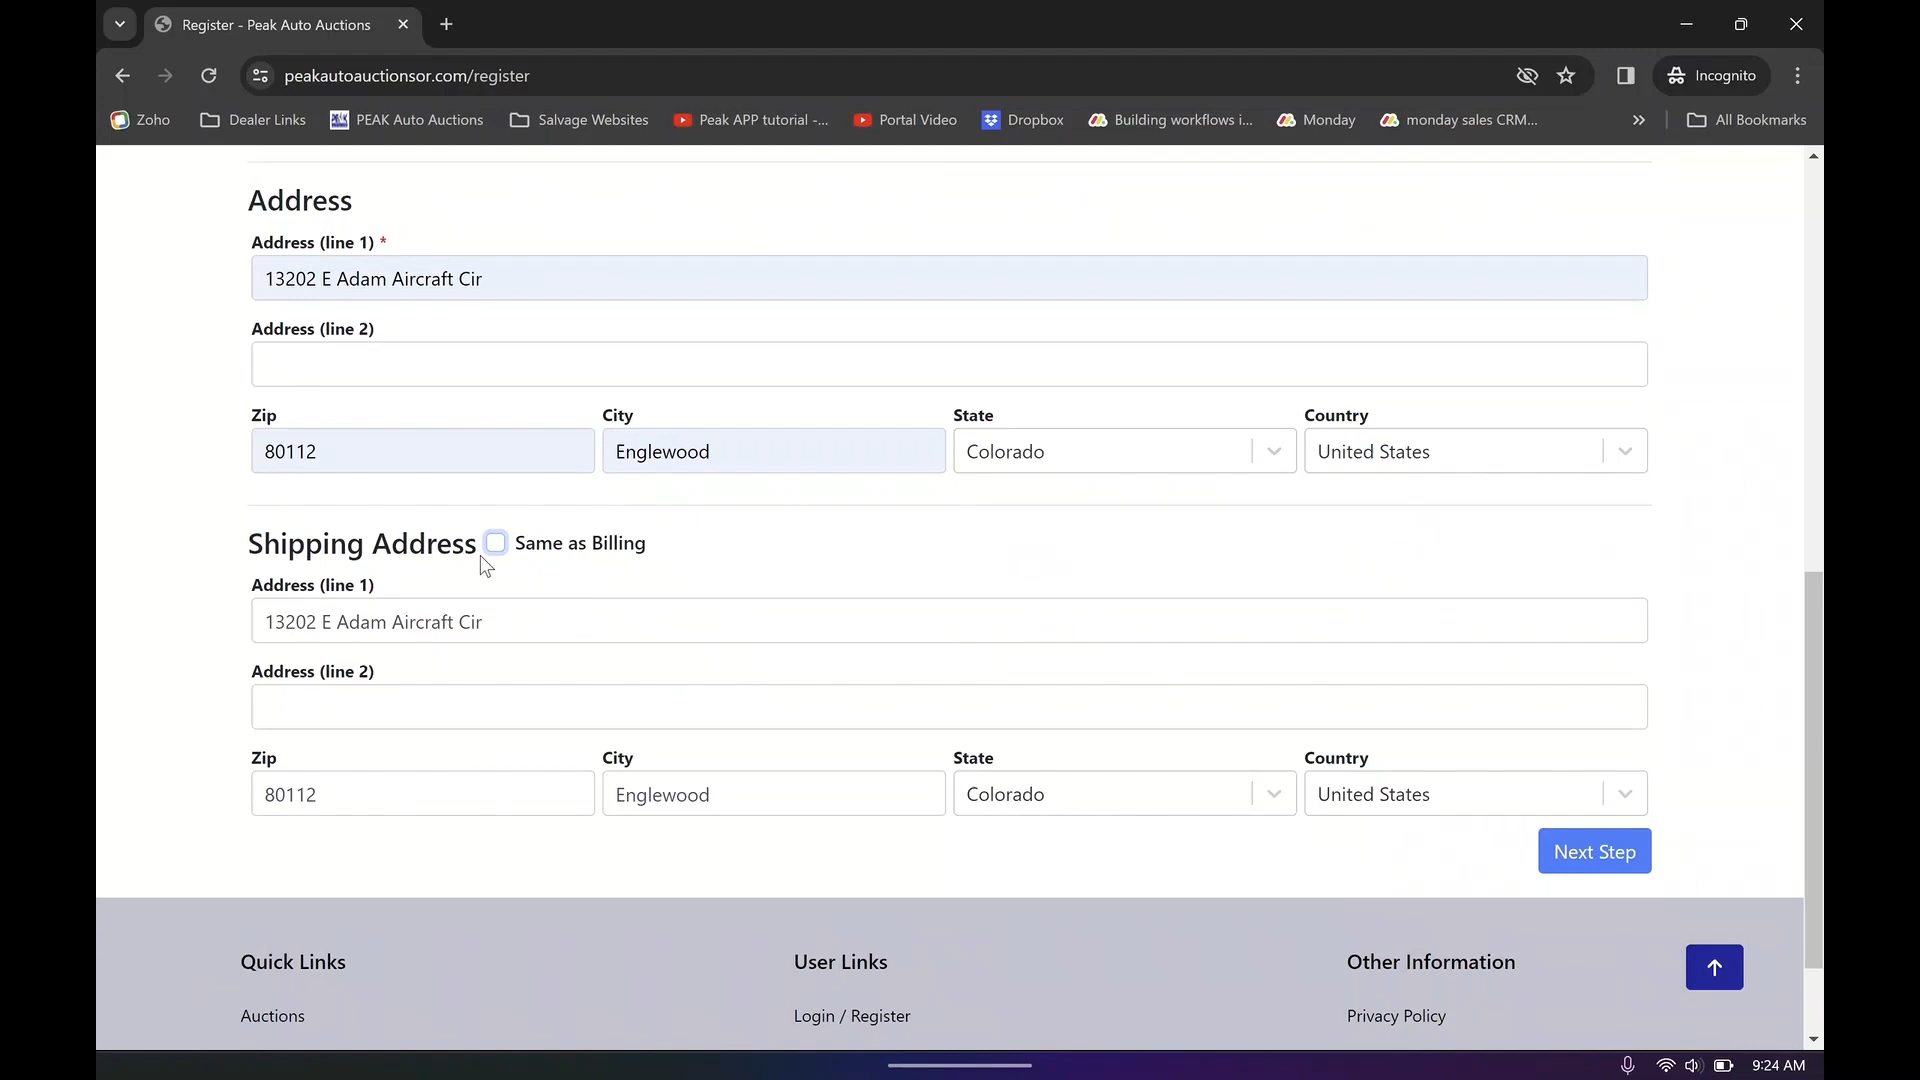 Register - Peak Auto Auctions
peakautoauctionsor.com/register
Incognito
Zoho
Dealer Links
PEAK Auto Auctions
Salvage Websites
Peak APP tutorial -...
Portal Video
Dropbox
Building workflows i...
Monday
monday sales CRM...
All Bookmarks
Address
Address (line 1) *
13202 E Adam Aircraft Cir
Address (line 2)
Zip City State Country
80112 Englewood Colorado United States
Shipping Address Same as Billing
Address (line 1)
13202 E Adam Aircraft Cir
Address (line 2)
Zip City State Country
80112 Englewood Colorado United States
Next Step
Quick Links User Links Other Information
Auctions Login / Register Privacy Policy
9:24 AM